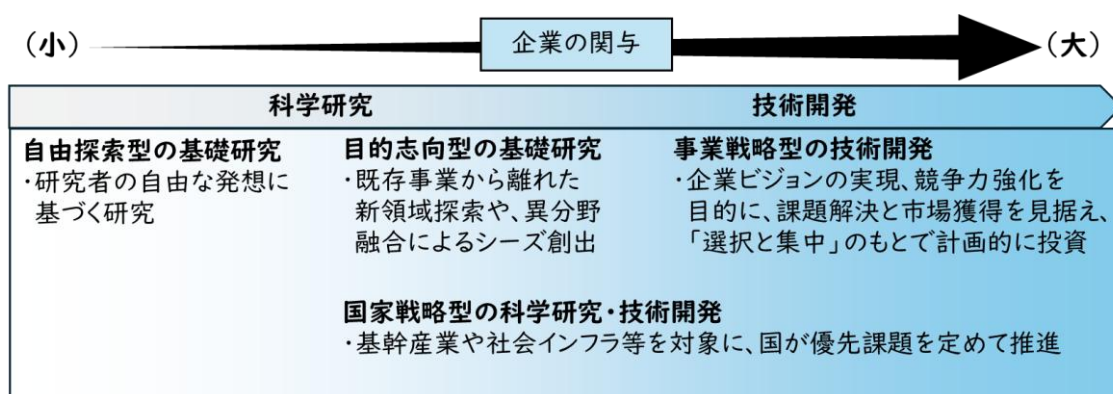 (小)
企業の関与
(大)
科学研究
技術開発
自由探索型の基礎研究
・研究者の自由な発想に
基づく研究
目的志向型の基礎研究
・既存事業から離れた
新領域探索や、異分野
融合によるシーズ創出
事業戦略型の技術開発
・企業ビジョンの実現、競争力強化を
目的に、課題解決と市場獲得を見据え、
「選択と集中」のもとで計画的に投資
国家戦略型の科学研究・技術開発
・基幹産業や社会インフラ等を対象に、国が優先課題を定めて推進